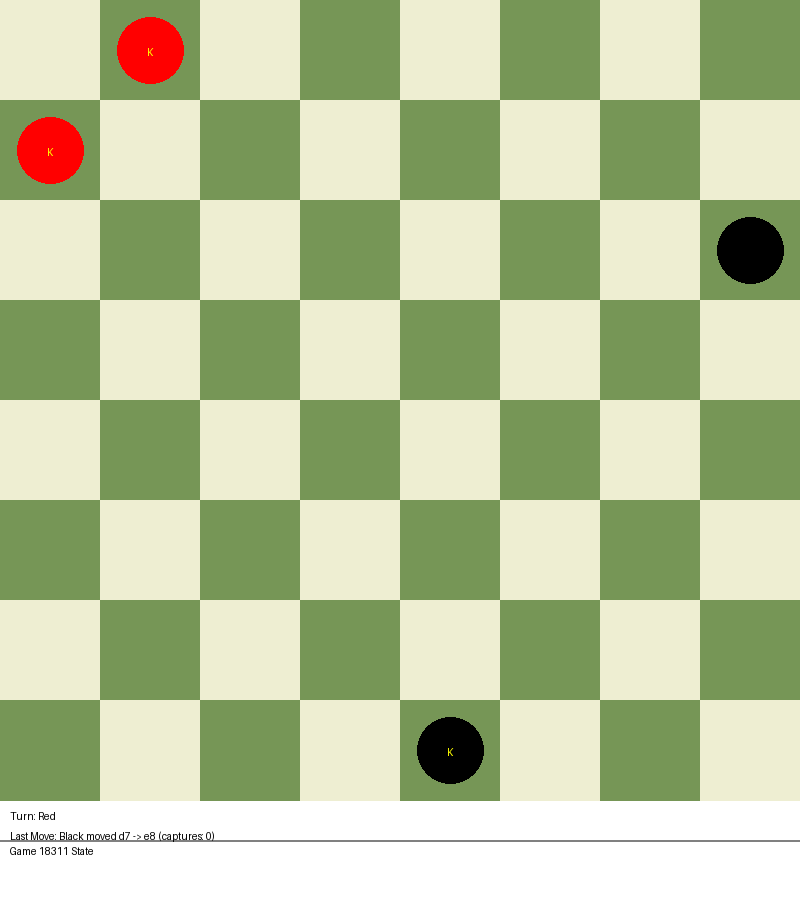 K
K
K
Turn: Red
Last Move: Black moved d7 -> e8 (captures: 0)
Game 18311 State